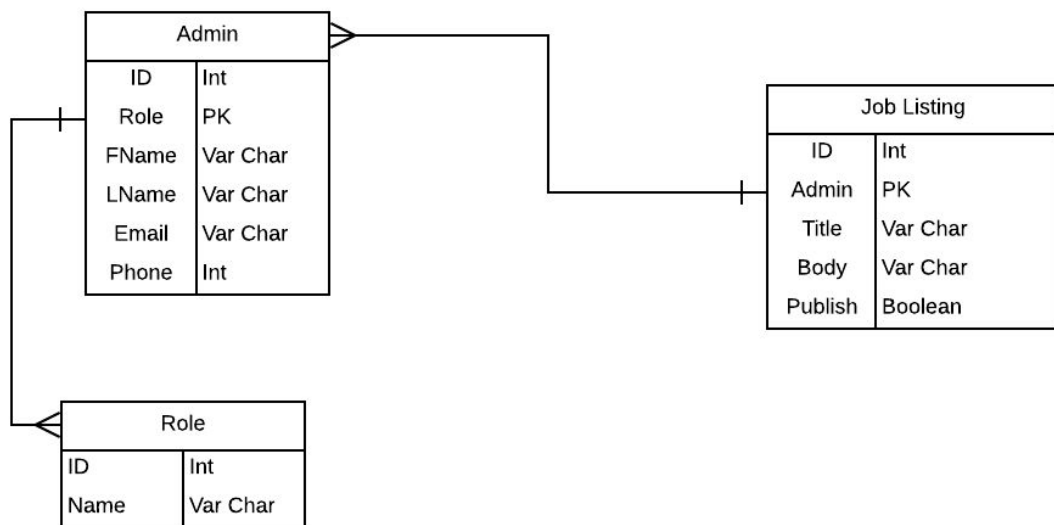 Admin
ID Int
Role PK
FName Var Char
LName Var Char
Email Var Char
Phone Int
Job Listing
ID Int
Admin PK
Title Var Char
Body Var Char
Publish Boolean
Role
ID Int
Name Var Char